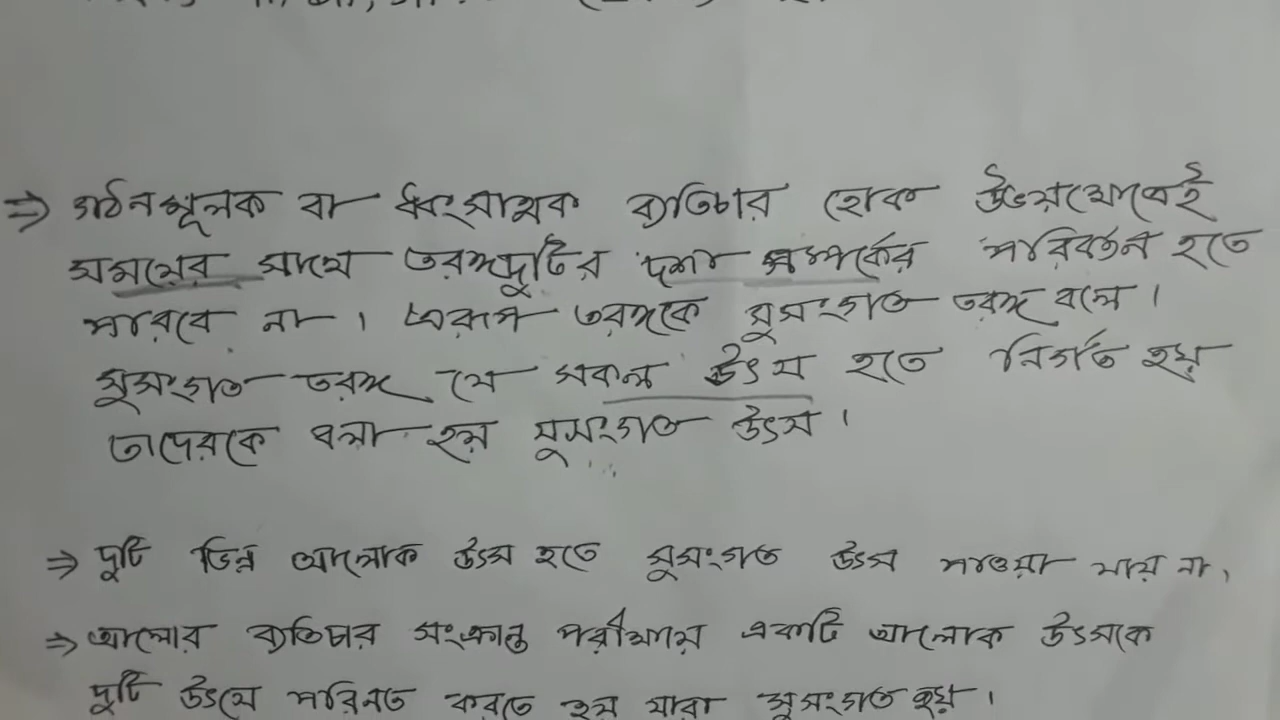 ⇒ গঠনমূলক বা ধ্বংসাত্মক ব্যতিচার হোক উভয়ক্ষেত্রেই
সময়ের সাথে তরঙ্গদুটির দশা সম্পর্কের পরিবর্তন হতে
পারবে না। এরূপ তরঙ্গকে সুসংগত তরঙ্গ বলে।
সুসংগত তরঙ্গ যে সকল উৎস হতে নির্গত হয়
তাদেরকে বলা হয় সুসংগত উৎস।
⇒ দুটি ভিন্ন আলোক উৎস হতে সুসংগত উৎস পাওয়া যায় না।
⇒ আলোর ব্যতিচার সংক্রান্ত পরীক্ষায় একটি আলোক উৎসকে
দুটি উৎসে পরিনত করতে হয় যারা সুসংগত হয়।